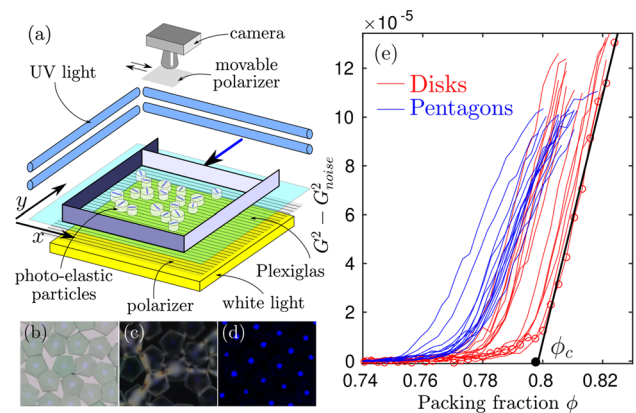 (a)
camera
movable
polarizer
UV light
y
x
photo-elastic
particles
polarizer
Plexiglas
white light
(b)
(c)
(d)
× 10⁻⁵
(e)
Disks
Pentagons
G² − G²noise
12
10
8
6
4
2
0
ϕc
0.74
0.76
0.78
0.8
0.82
Packing fraction ϕ